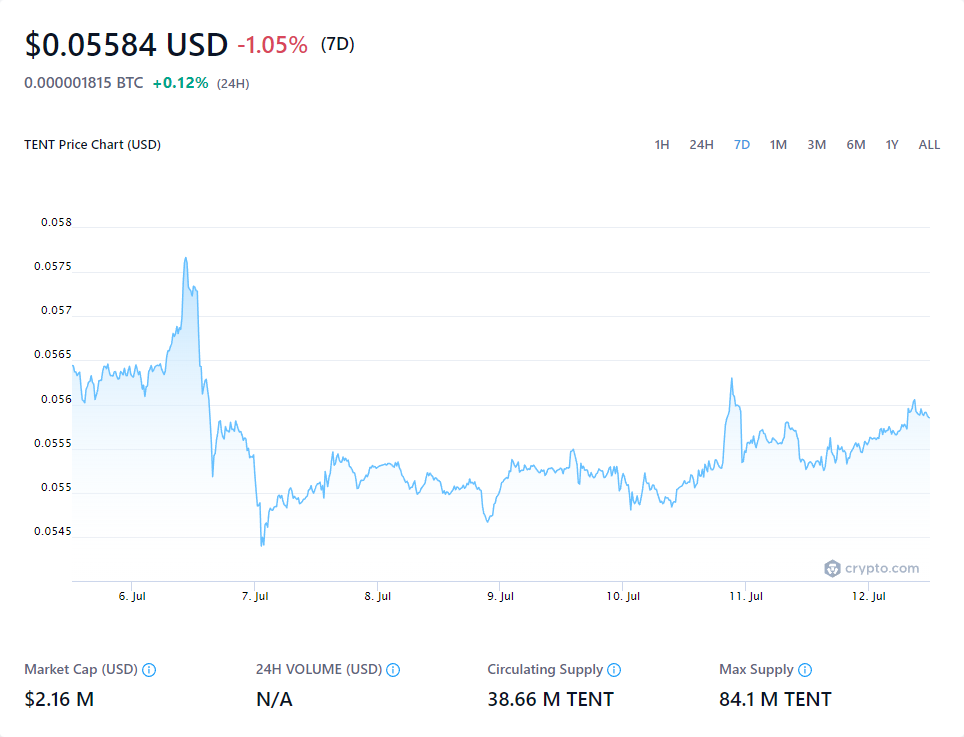 $0.05584 USD -1.05% (7D)
0.000001815 BTC +0.12% (24H)
TENT Price Chart (USD) 1H 24H 7D 1M 3M 6M 1Y ALL
0.058
0.0575
0.057
0.0565
0.056
0.0555
0.055
0.0545
crypto.com
6. Jul 7. Jul 8. Jul 9. Jul 10. Jul 11. Jul 12. Jul
Market Cap (USD) 24H VOLUME (USD) Circulating Supply Max Supply
$2.16 M N/A 38.66 M TENT 84.1 M TENT